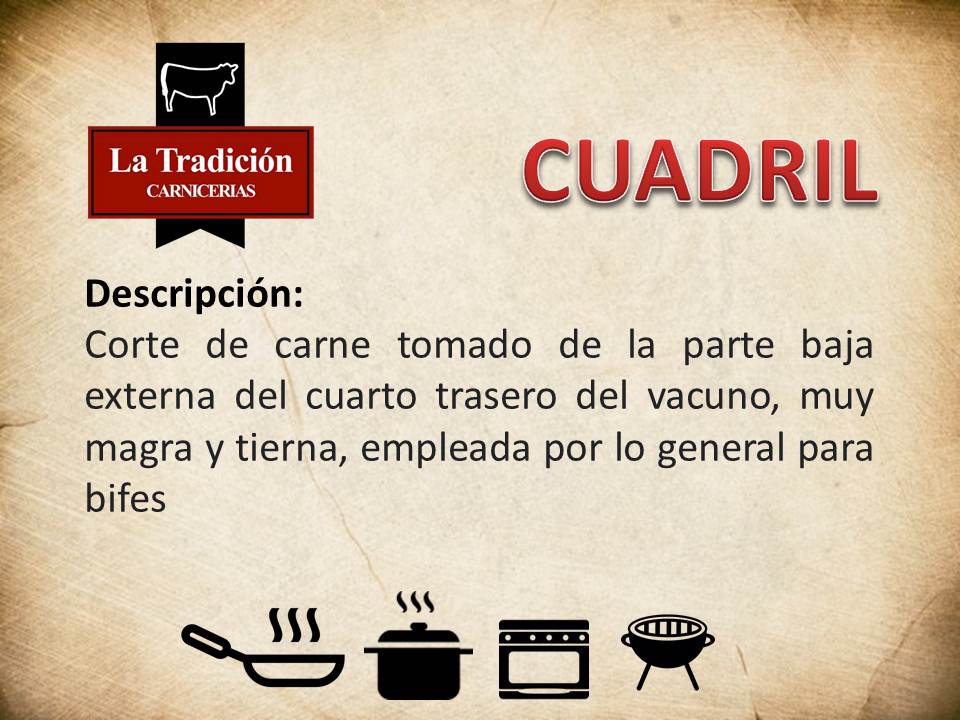 La Tradición
CARNICERIAS
CUADRIL
Descripción:
Corte de carne tomado de la parte baja
externa del cuarto trasero del vacuno, muy
magra y tierna, empleada por lo general para
bifes